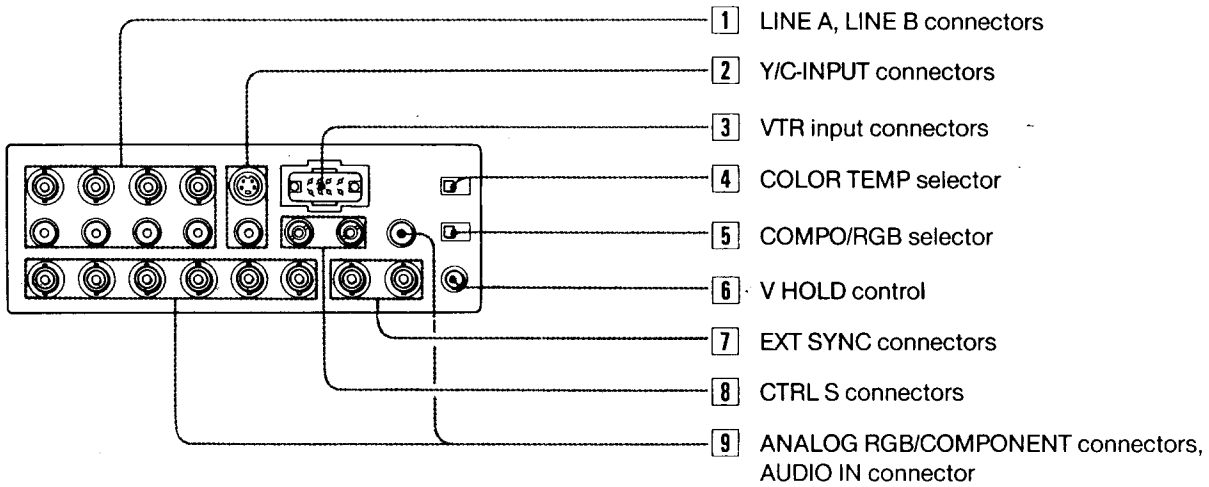 1 LINE A, LINE B connectors
2 Y/C-INPUT connectors
3 VTR input connectors
4 COLOR TEMP selector
5 COMPO/RGB selector
6 V HOLD control
7 EXT SYNC connectors
8 CTRL S connectors
9 ANALOG RGB/COMPONENT connectors,
AUDIO IN connector